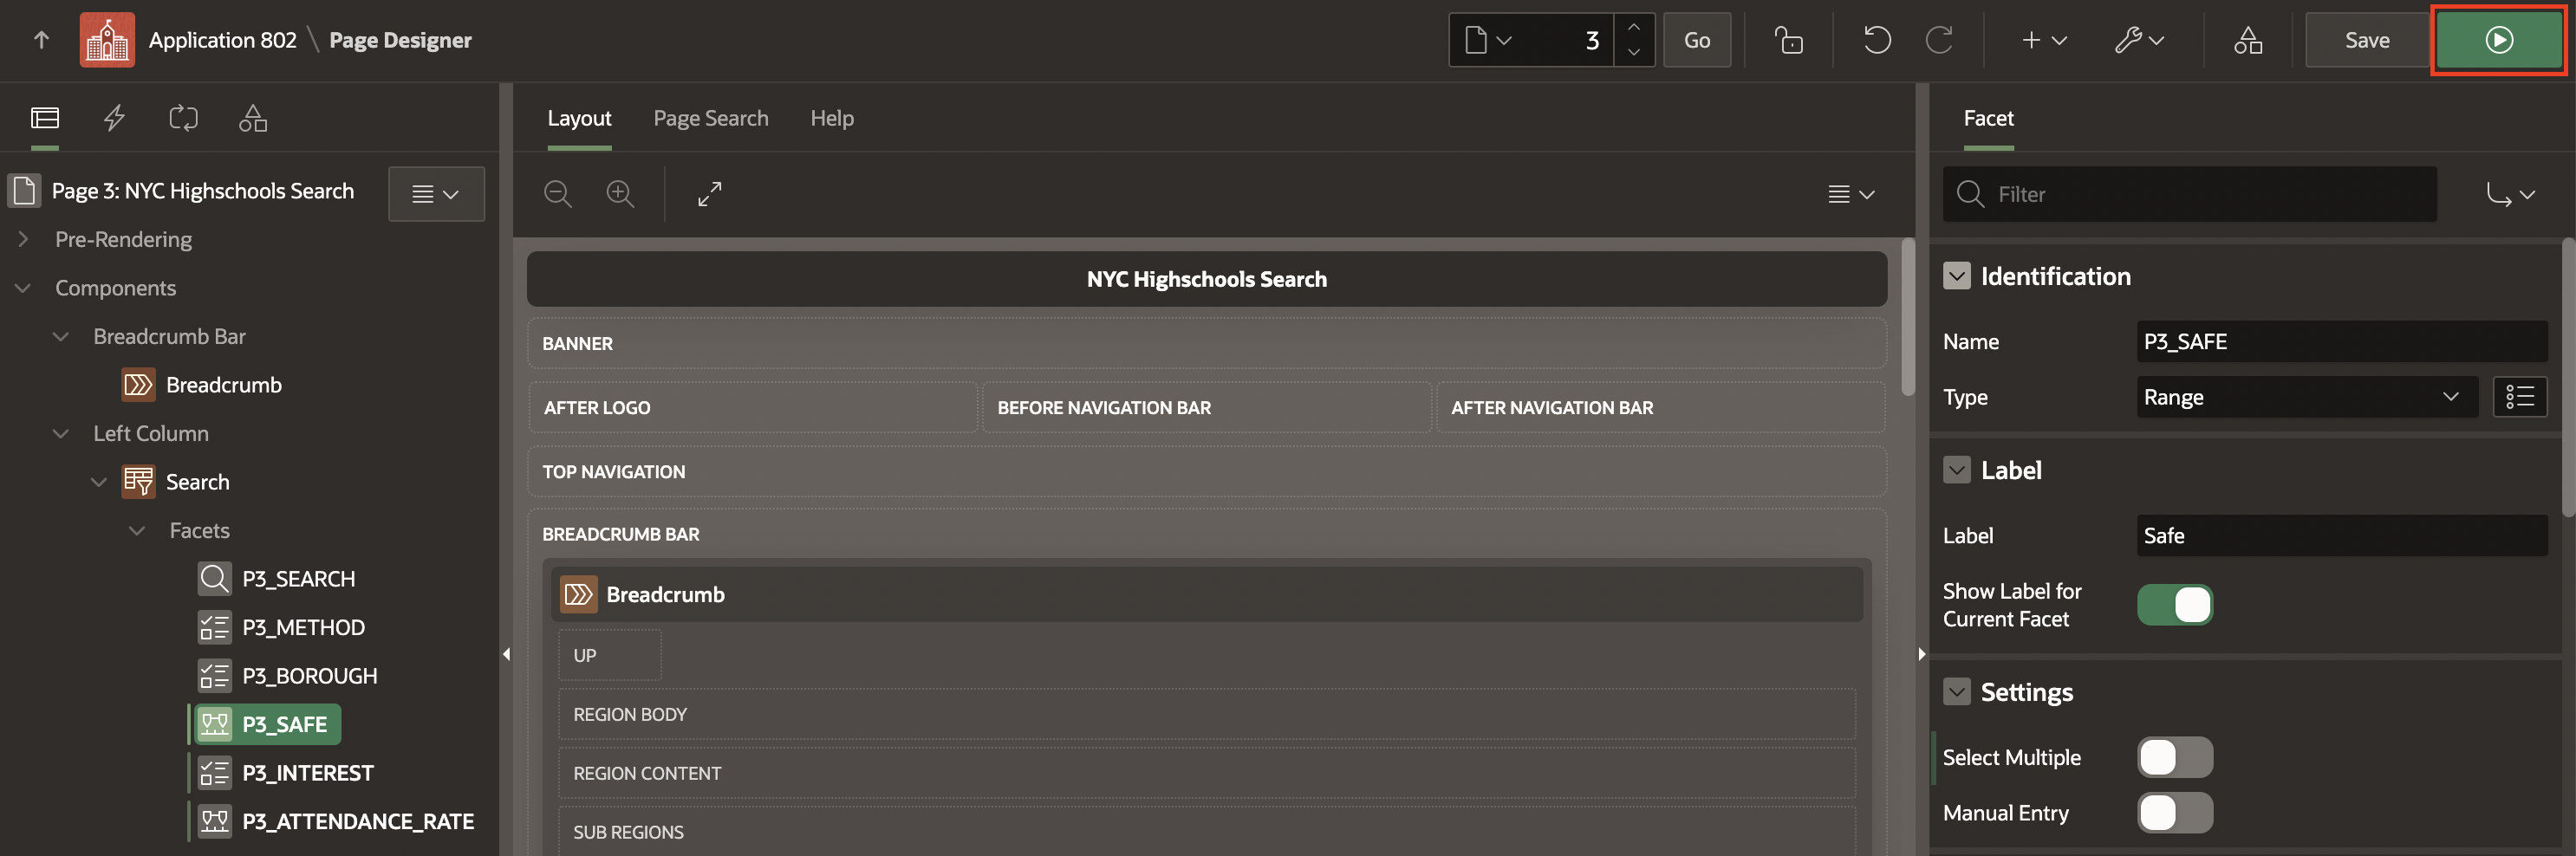 Application 802 \ Page Designer
3
Go
Save
Layout
Page Search
Help
Facet
Page 3: NYC Highschools Search
Pre-Rendering
Components
Breadcrumb Bar
Breadcrumb
Left Column
Search
Facets
P3_SEARCH
P3_METHOD
P3_BOROUGH
P3_SAFE
P3_INTEREST
P3_ATTENDANCE_RATE
NYC Highschools Search
BANNER
AFTER LOGO
BEFORE NAVIGATION BAR
AFTER NAVIGATION BAR
TOP NAVIGATION
BREADCRUMB BAR
Breadcrumb
UP
REGION BODY
REGION CONTENT
SUB REGIONS
Filter
Identification
Name
P3_SAFE
Type
Range
Label
Label
Safe
Show Label for
Current Facet
Settings
Select Multiple
Manual Entry